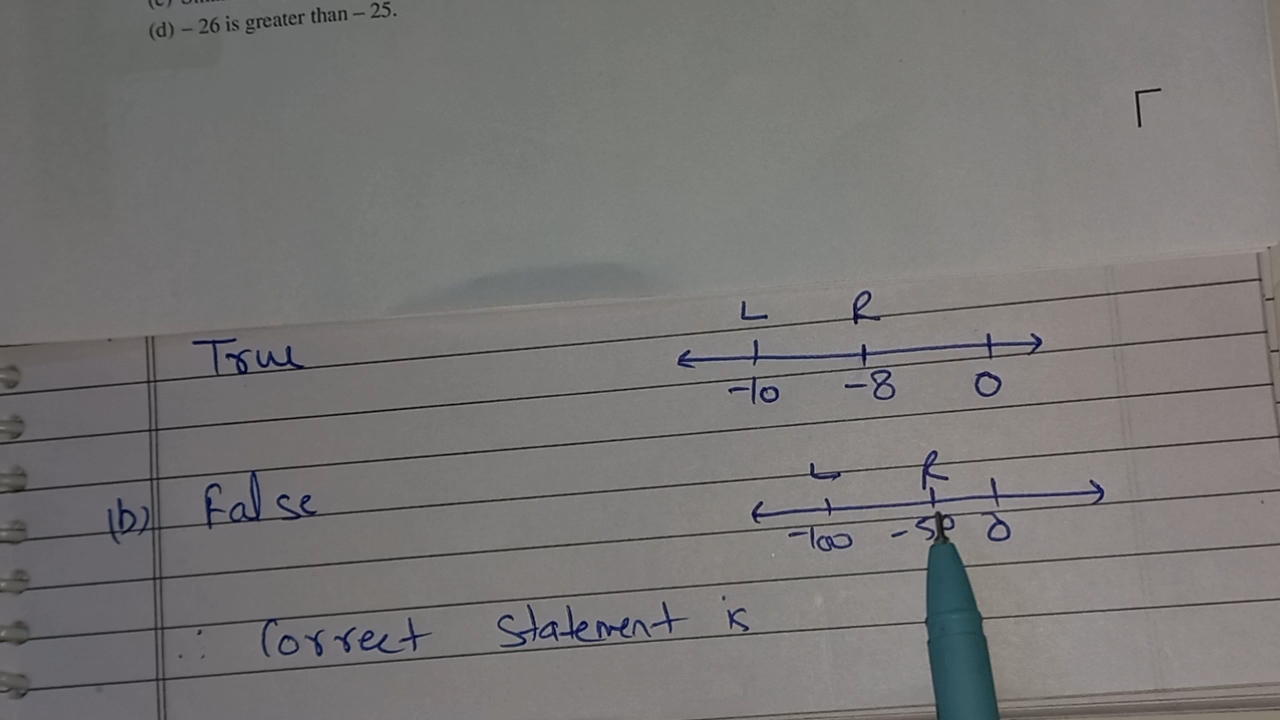 (d) – 26 is greater than – 25.
L R
True
-10 -8 0
L R
(b) False
-100 -50 0
∴ Correct Statement is